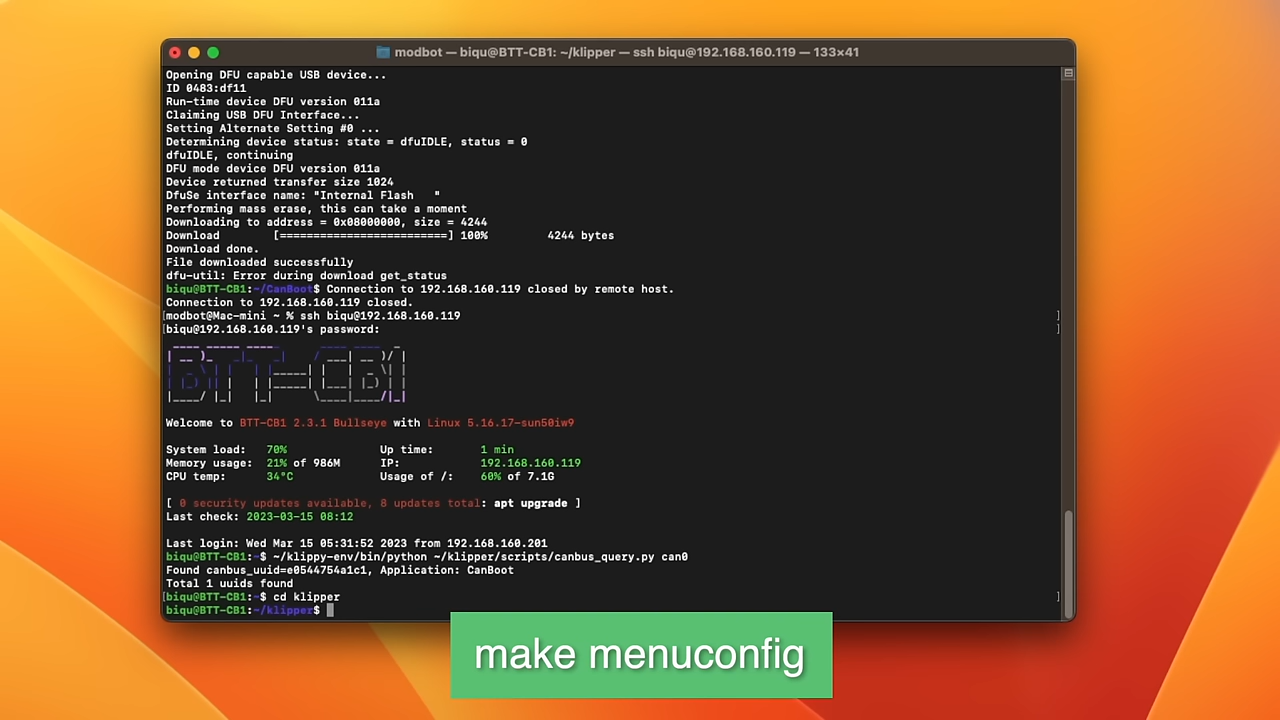 modbot — biqu@BTT-CB1: ~/klipper — ssh biqu@192.168.160.119 — 133×41
Opening DFU capable USB device...
ID 0483:df11
Run-time device DFU version 011a
Claiming USB DFU Interface...
Setting Alternate Setting #0 ...
Determining device status: state = dfuIDLE, status = 0
dfuIDLE, continuing
DFU mode device DFU version 011a
Device returned transfer size 1024
DfuSe interface name: "Internal Flash   "
Performing mass erase, this can take a moment
Downloading to address = 0x08000000, size = 4244
Download        [=========================] 100%         4244 bytes
Download done.
File downloaded successfully
dfu-util: Error during download get_status
biqu@BTT-CB1:~/CanBoot$ Connection to 192.168.160.119 closed by remote host.
Connection to 192.168.160.119 closed.
[modbot@Mac-mini ~ % ssh biqu@192.168.160.119 ]
[biqu@192.168.160.119's password: ]
BTT-CB1
Welcome to BTT-CB1 2.3.1 Bullseye with Linux 5.16.17-sun50iw9
System load:   70%              Up time:       1 min
Memory usage:  21% of 986M      IP:            192.168.160.119
CPU temp:      34°C             Usage of /:    60% of 7.1G
[ 0 security updates available, 8 updates total: apt upgrade ]
Last check: 2023-03-15 08:12
Last login: Wed Mar 15 05:31:52 2023 from 192.168.160.201
biqu@BTT-CB1:~$ ~/klippy-env/bin/python ~/klipper/scripts/canbus_query.py can0
Found canbus_uuid=e0544754a1c1, Application: CanBoot
Total 1 uuids found
[biqu@BTT-CB1:~$ cd klipper ]
biqu@BTT-CB1:~/klipper$
make menuconfig